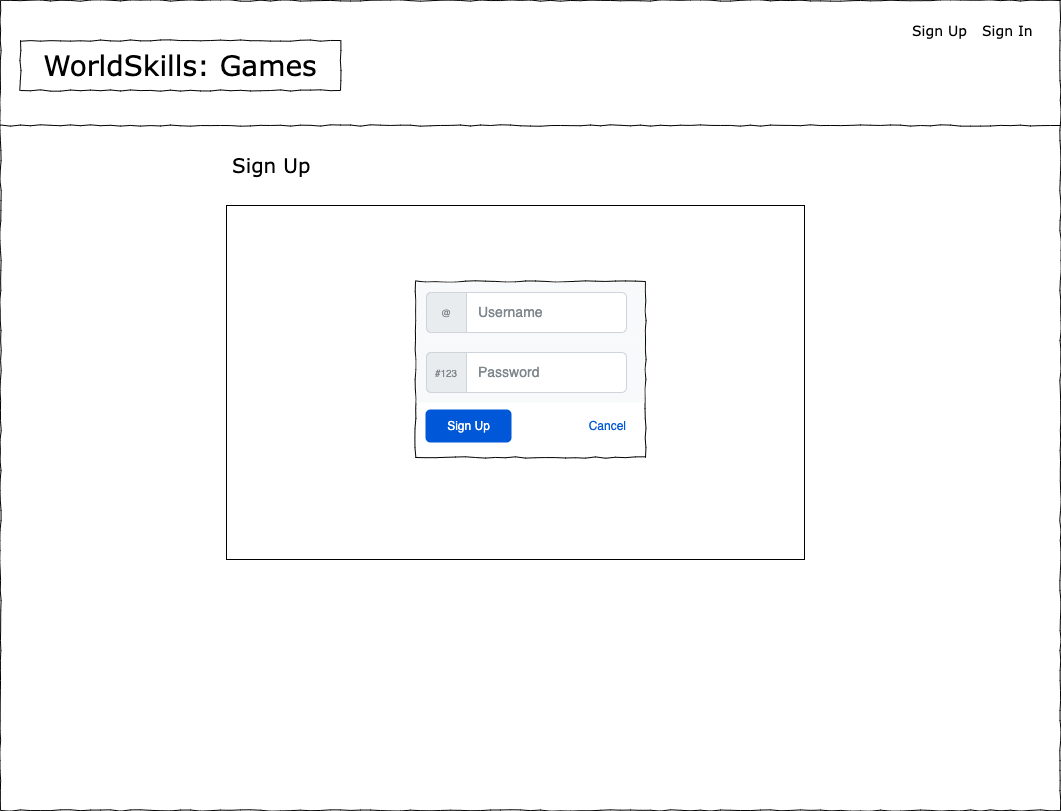 Sign Up Sign In
WorldSkills: Games
Sign Up
@ Username
#123 Password
Sign Up Cancel